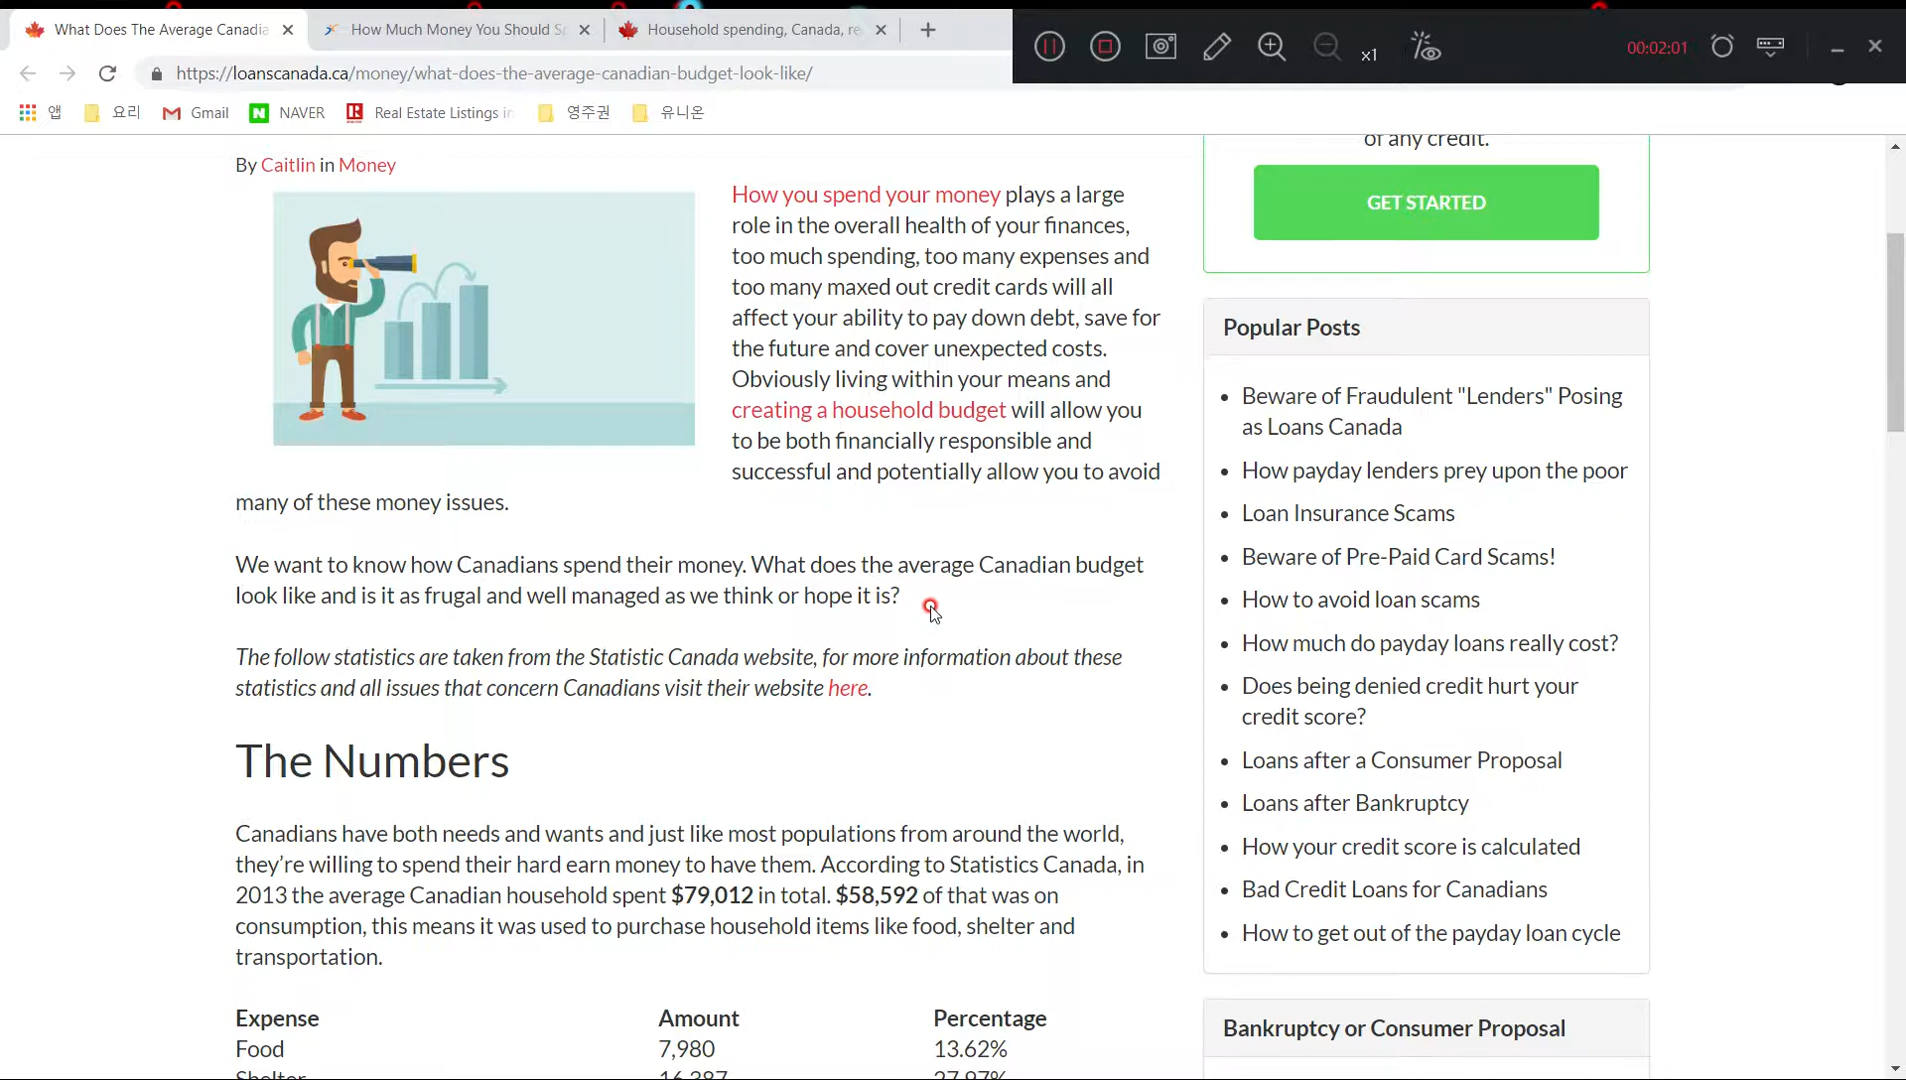 What Does The Average Canadia
How Much Money You Should Sp
Household spending, Canada, re
x1
00:02:01
https://loanscanada.ca/money/what-does-the-average-canadian-budget-look-like/
앱
요리
Gmail
NAVER
Real Estate Listings in
영주권
유니온
By Caitlin in Money
How you spend your money plays a large
role in the overall health of your finances,
too much spending, too many expenses and
too many maxed out credit cards will all
affect your ability to pay down debt, save for
the future and cover unexpected costs.
Obviously living within your means and
creating a household budget will allow you
to be both financially responsible and
successful and potentially allow you to avoid
many of these money issues.
We want to know how Canadians spend their money. What does the average Canadian budget
look like and is it as frugal and well managed as we think or hope it is?
The follow statistics are taken from the Statistic Canada website, for more information about these
statistics and all issues that concern Canadians visit their website here.
The Numbers
Canadians have both needs and wants and just like most populations from around the world,
they’re willing to spend their hard earn money to have them. According to Statistics Canada, in
2013 the average Canadian household spent $79,012 in total. $58,592 of that was on
consumption, this means it was used to purchase household items like food, shelter and
transportation.
Expense Amount Percentage
Food 7,980 13.62%
Shelter 16,387 27.97%
of any credit.
GET STARTED
Popular Posts
Beware of Fraudulent "Lenders" Posing
as Loans Canada
How payday lenders prey upon the poor
Loan Insurance Scams
Beware of Pre-Paid Card Scams!
How to avoid loan scams
How much do payday loans really cost?
Does being denied credit hurt your
credit score?
Loans after a Consumer Proposal
Loans after Bankruptcy
How your credit score is calculated
Bad Credit Loans for Canadians
How to get out of the payday loan cycle
Bankruptcy or Consumer Proposal